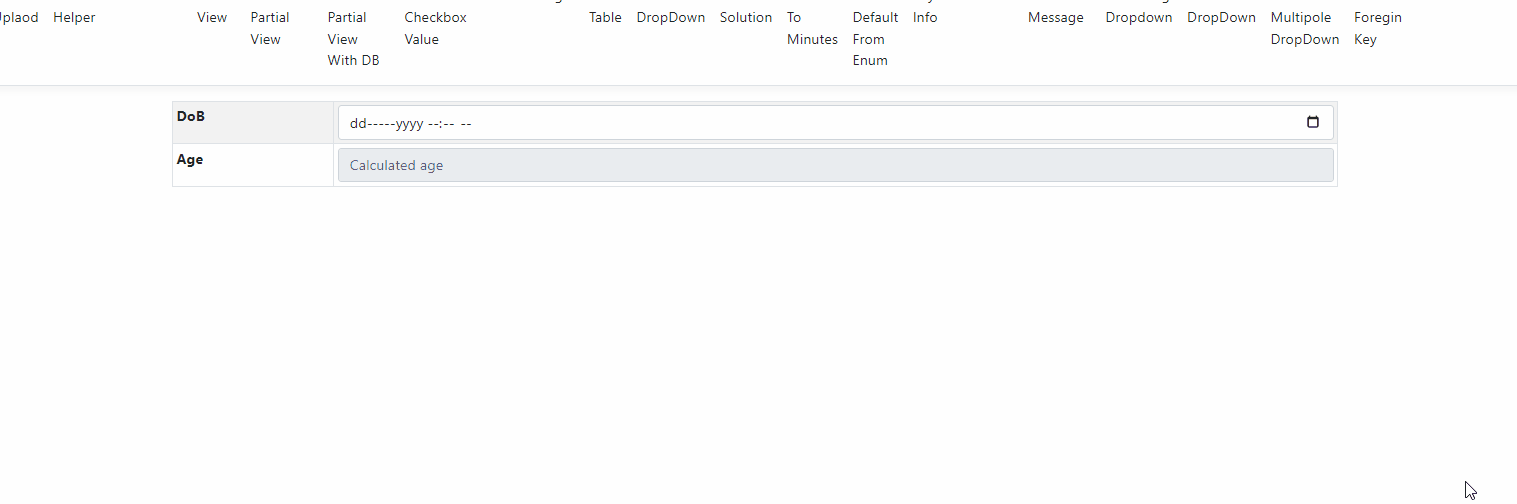 Helper View Partial Partial Checkbox Table DropDown Solution To Default Info Message Dropdown DropDown Multipole Foregin
View View Value Minutes From DropDown Key
With DB Enum
DoB dd-----yyyy --:-- --
Age Calculated age